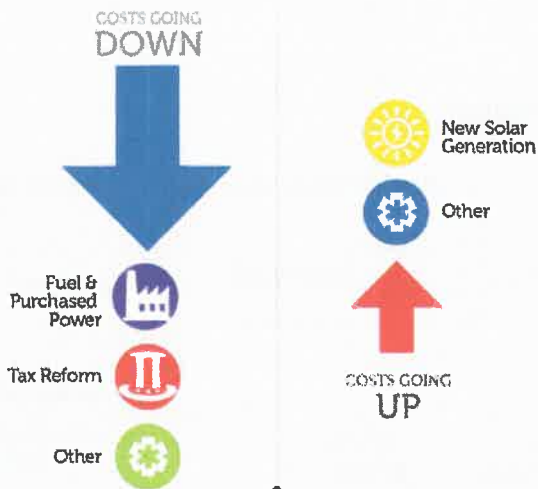 COSTS GOING
DOWN
Fuel &
Purchased
Power
Tax Reform
Other
New Solar
Generation
Other
COSTS GOING
UP